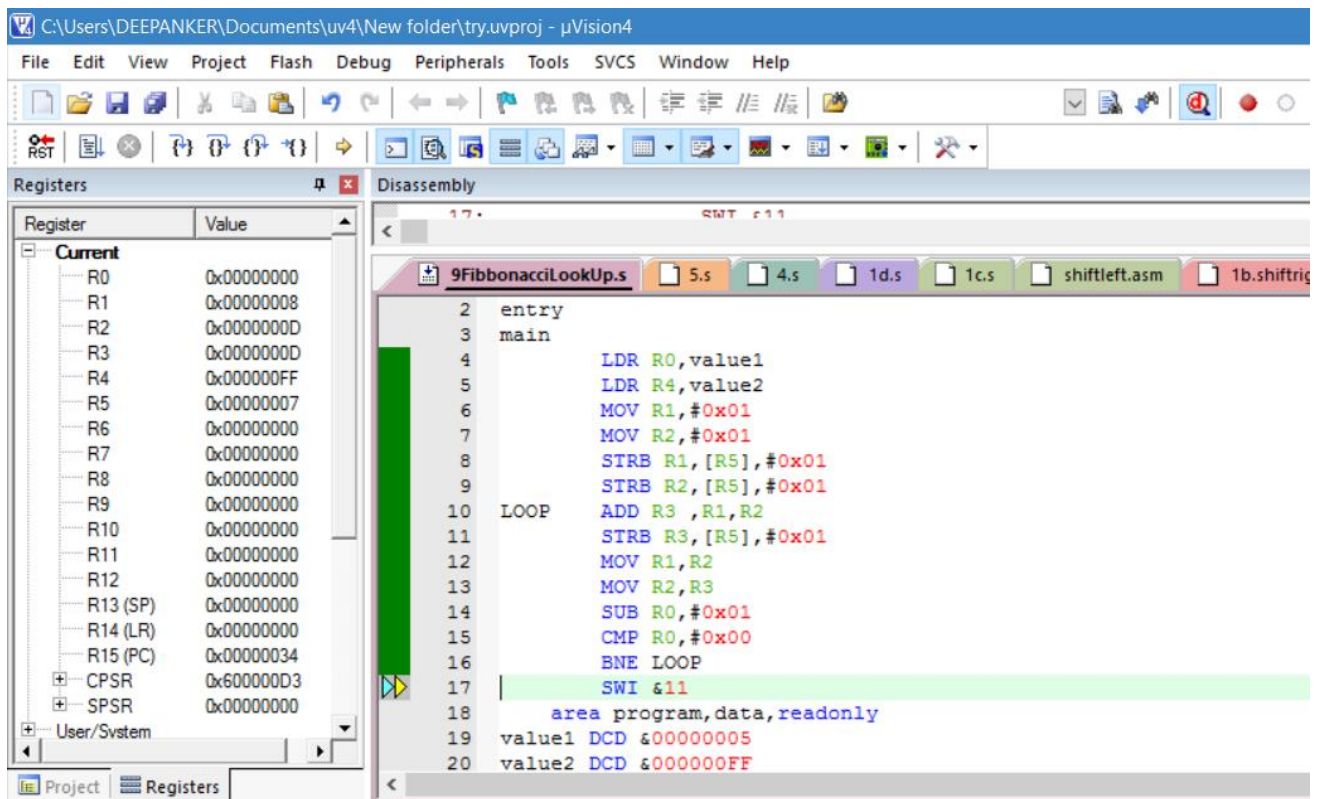 C:\Users\DEEPANKER\Documents\uv4\New folder\try.uvproj - µVision4
File Edit View Project Flash Debug Peripherals Tools SVCS Window Help
RST
Registers
Disassembly
Register Value
17: SWI &11
Current
R0 0x00000000
R1 0x00000008
R2 0x0000000D
R3 0x0000000D
R4 0x000000FF
R5 0x00000007
R6 0x00000000
R7 0x00000000
R8 0x00000000
R9 0x00000000
R10 0x00000000
R11 0x00000000
R12 0x00000000
R13 (SP) 0x00000000
R14 (LR) 0x00000000
R15 (PC) 0x00000034
CPSR 0x600000D3
SPSR 0x00000000
User/System
Project Registers
9FibbonacciLookUp.s 5.s 4.s 1d.s 1c.s shiftleft.asm 1b.shiftrig
2 entry
3 main
4 LDR R0,value1
5 LDR R4,value2
6 MOV R1,#0x01
7 MOV R2,#0x01
8 STRB R1,[R5],#0x01
9 STRB R2,[R5],#0x01
10 LOOP ADD R3 ,R1,R2
11 STRB R3,[R5],#0x01
12 MOV R1,R2
13 MOV R2,R3
14 SUB R0,#0x01
15 CMP R0,#0x00
16 BNE LOOP
17 SWI &11
18 area program,data,readonly
19 value1 DCD &00000005
20 value2 DCD &000000FF